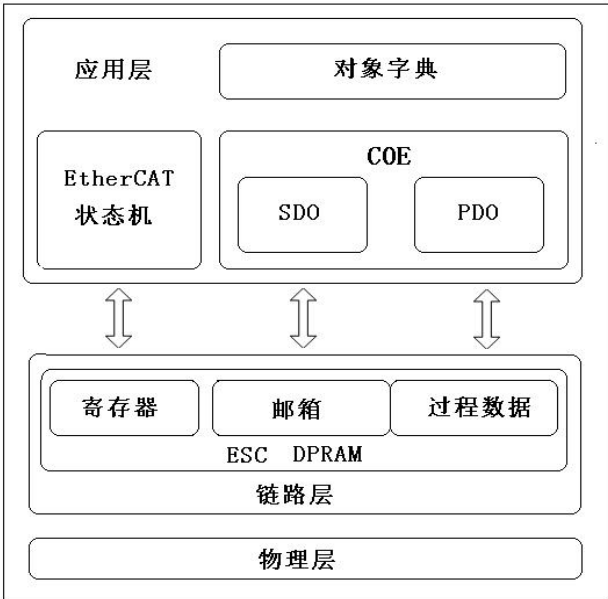 应用层
对象字典
EtherCAT
状态机
COE
SDO
PDO
寄存器
邮箱
过程数据
ESC DPRAM
链路层
物理层